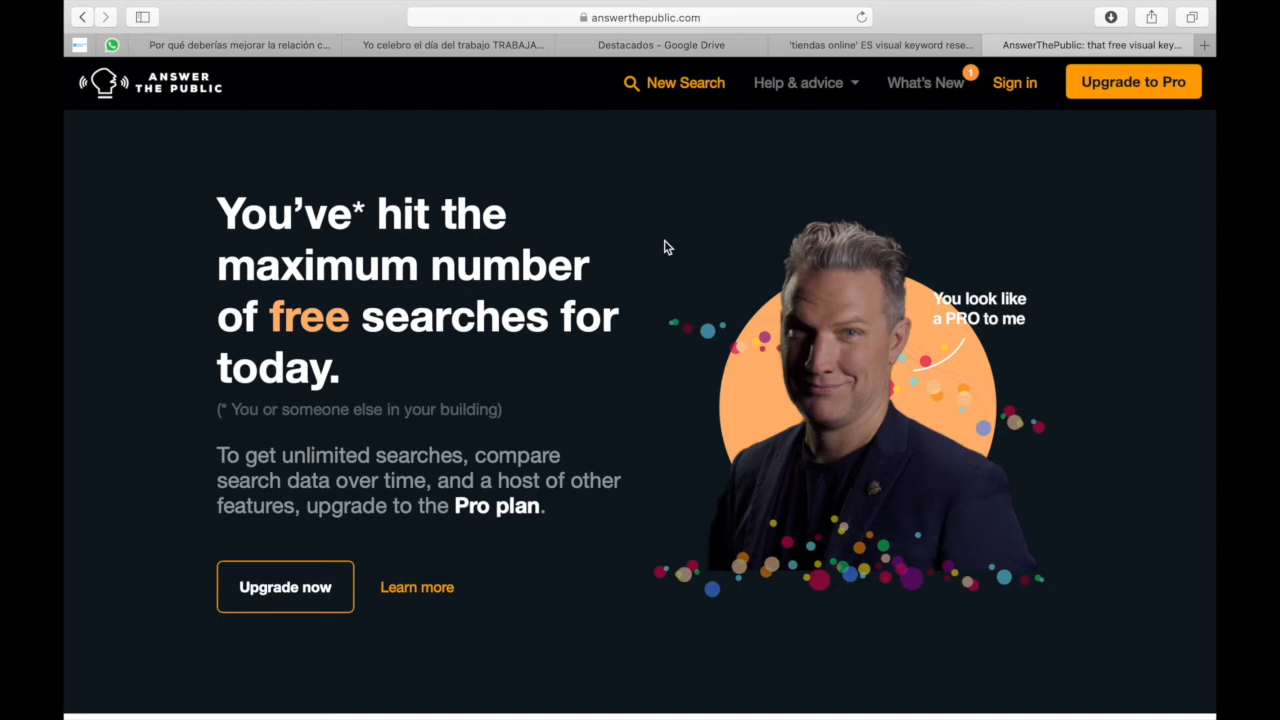 answerthepublic.com
Por qué deberías mejorar la relación c...
Yo celebro el día del trabajo TRABAJA...
Destacados - Google Drive
'tiendas online' ES visual keyword rese...
AnswerThePublic: that free visual key...
ANSWER
THE PUBLIC
New Search
Help & advice
What's New
1
Sign in
Upgrade to Pro
You've* hit the
maximum number
of free searches for
today.
(* You or someone else in your building)
To get unlimited searches, compare
search data over time, and a host of other
features, upgrade to the Pro plan.
Upgrade now
Learn more
You look like
a PRO to me